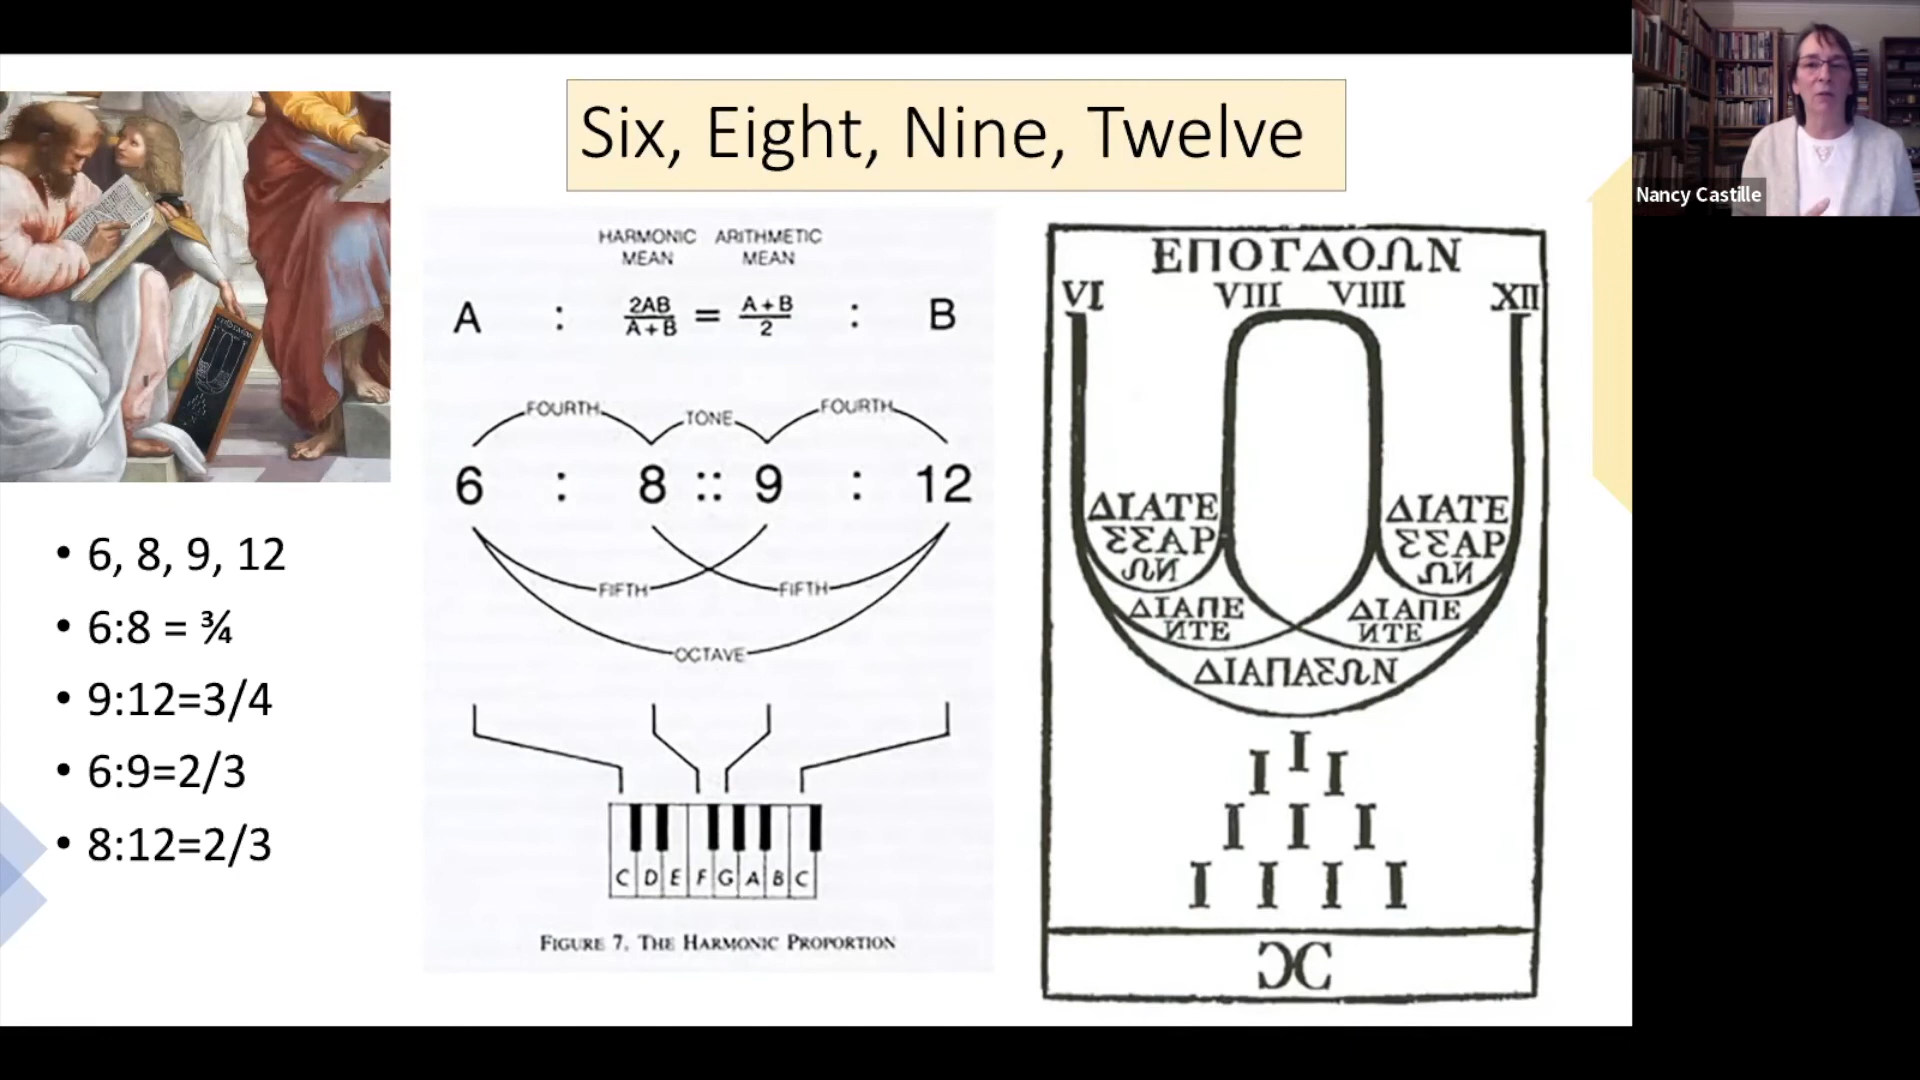 Six, Eight, Nine, Twelve
Nancy Castille
• 6, 8, 9, 12
• 6:8 = ¾
• 9:12=3/4
• 6:9=2/3
• 8:12=2/3
HARMONIC MEAN
ARITHMETIC MEAN
A : 2AB/A+B = A+B/2 : B
FOURTH TONE FOURTH
6 : 8 :: 9 : 12
FIFTH FIFTH
OCTAVE
C D E F G A B C
FIGURE 7. THE HARMONIC PROPORTION
ΕΠΟΓΔΟΩΝ
VI VIII VIIII XII
ΔΙΑΤΕ ΔΙΑΤΕ
ΣΣΑΡ ΣΣΑΡ
ΩΝ ΩΝ
ΔΙΑΠΕ ΔΙΑΠΕ
ΝΤΕ ΝΤΕ
ΔΙΑΠΑΣΩΝ
I
I I
I I I
I I I I
ƆC